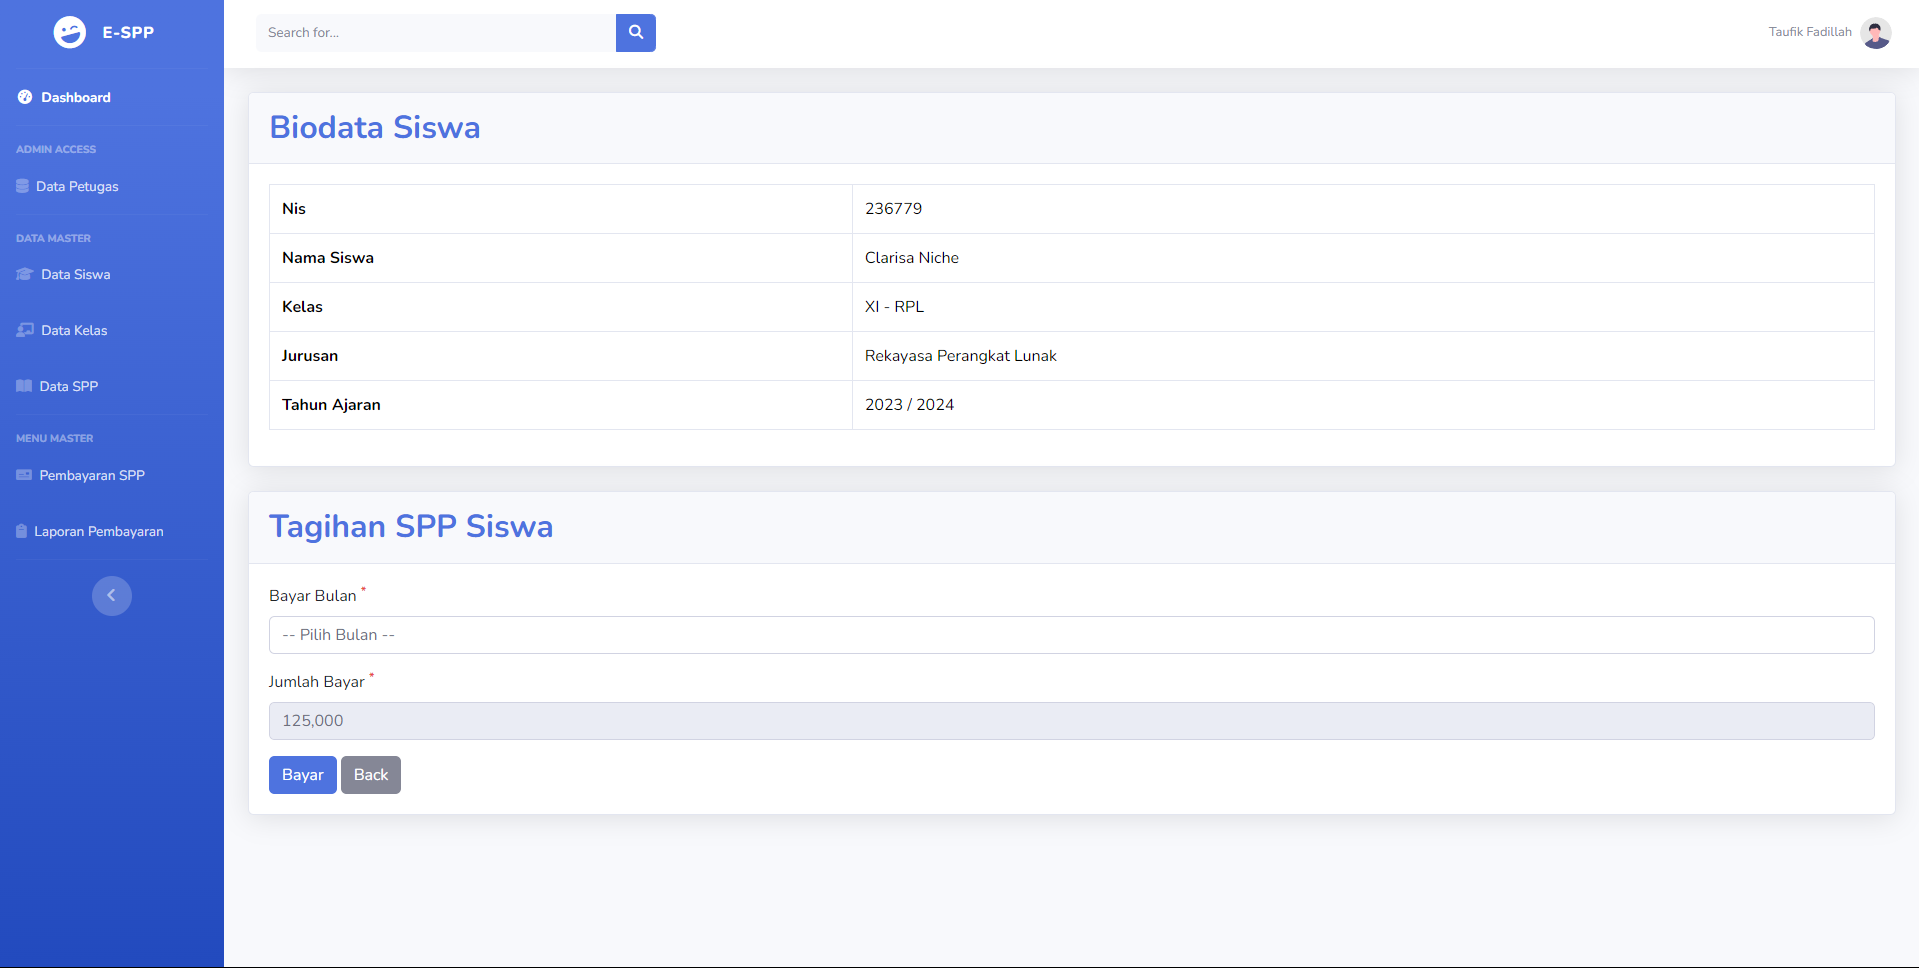 E-SPP
Search for...
Taufik Fadillah
Dashboard
ADMIN ACCESS
Data Petugas
DATA MASTER
Data Siswa
Data Kelas
Data SPP
MENU MASTER
Pembayaran SPP
Laporan Pembayaran
Biodata Siswa
Nis 236779
Nama Siswa Clarisa Niche
Kelas XI - RPL
Jurusan Rekayasa Perangkat Lunak
Tahun Ajaran 2023 / 2024
Tagihan SPP Siswa
Bayar Bulan *
-- Pilih Bulan --
Jumlah Bayar *
125,000
Bayar Back